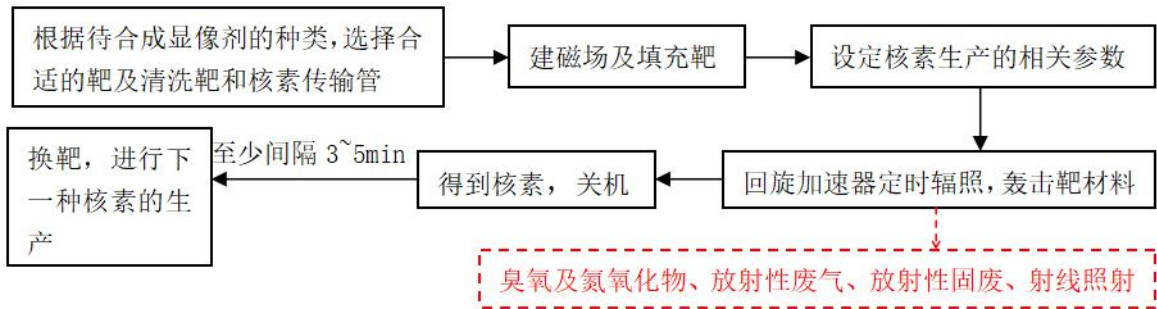 根据待合成显像剂的种类,选择合
适的靶及清洗靶和核素传输管
建磁场及填充靶
设定核素生产的相关参数
回旋加速器定时辐照,轰击靶材料
得到核素，关机
至少间隔 3~5min
换靶，进行下
一种核素的生
产
臭氧及氮氧化物、放射性废气、放射性固废、射线照射